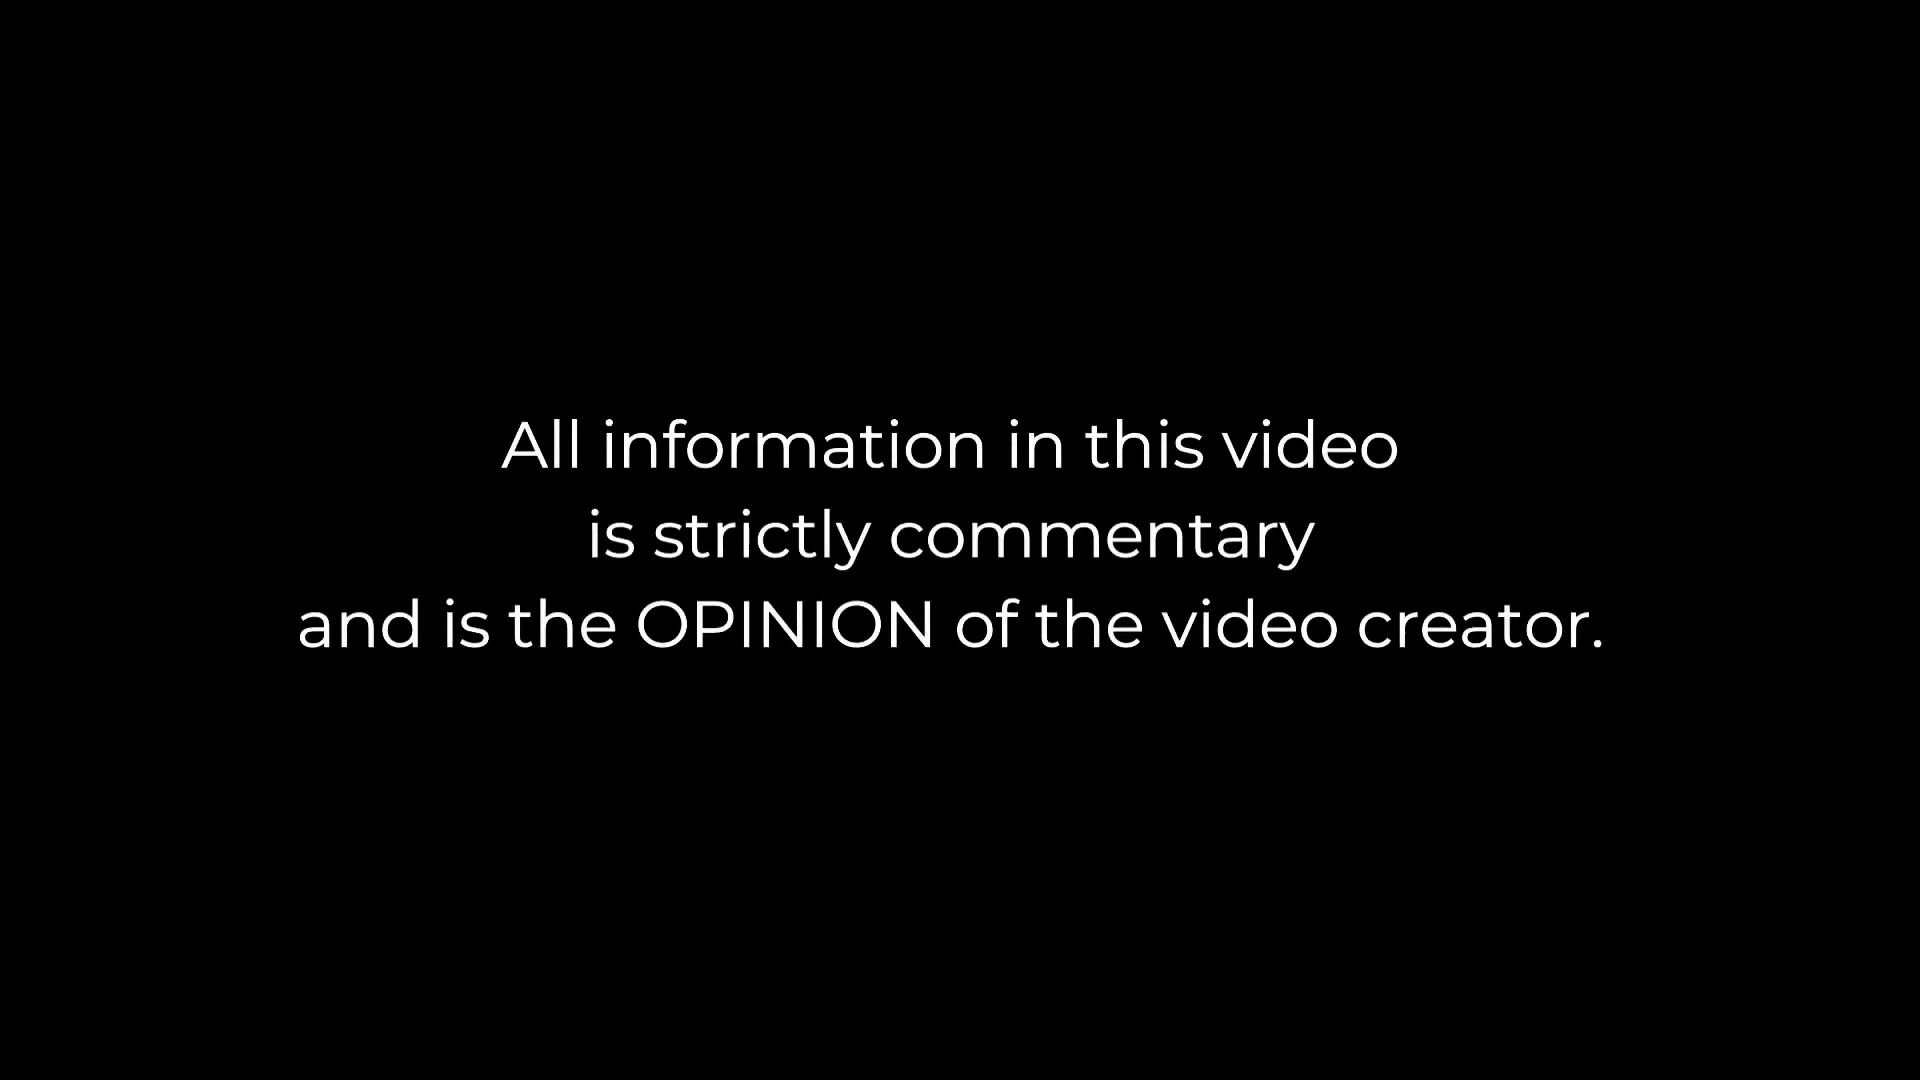 All information in this video
is strictly commentary
and is the OPINION of the video creator.